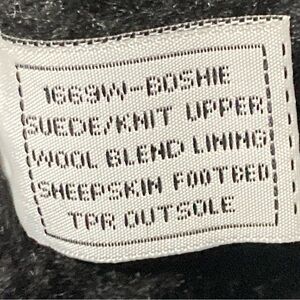 1669W-BOSHIE
SUEDE/KNIT UPPER
WOOL BLEND LINING
SHEEPSKIN FOOTBED
TPR OUTSOLE